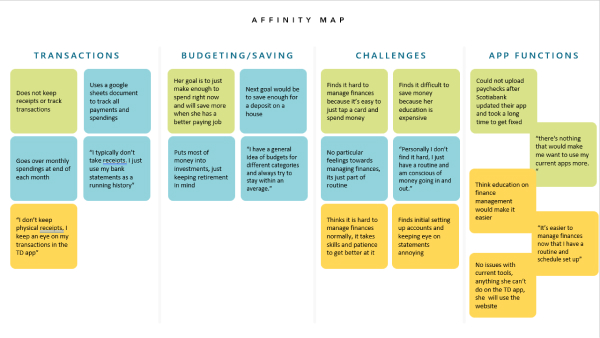 AFFINITY MAP
TRANSACTIONS
BUDGETING/SAVING
CHALLENGES
APP FUNCTIONS
Does not keep
receipts or track
transactions
Uses a google
sheets document
to track all
payments and
spendings
Goes over monthly
spendings at end of
each month
"I typically don't
take receipts, I just
use my bank
statements as a
running history"
"I don't keep
physical receipts, I
keep an eye on my
transactions in the
TD app"
Her goal is to just
make enough to
spend right now
and will save more
when she has a
better paying job
Next goal would be
to save enough for
a deposit on a
house
Puts most of
money into
investments, just
keeping retirement
in mind
"I have a general
idea of budgets for
different categories
and always try to
stay within an
average."
Finds it hard to
manage finances
because it's easy to
just tap a card and
spend money
Finds it difficult to
save money
because her
education is
expensive
No particular
feelings towards
managing finances,
its just part of
routine
"Personally I don't
find it hard, I just
have a routine and
am conscious of
money going in and
out."
Thinks it is hard to
manage finances
normally, it takes
skills and patience
to get better at it
Finds initial setting
up accounts and
keeping eye on
statements
annoying
Could not upload
paychecks after
Scotiabank
updated their app
and took a long
time to get fixed
"there's nothing
that would make
me want to use my
current apps more.
"
Think education on
finance
management
would make it
easier
"It's easier to
manage finances
now that I have a
routine and
schedule set up"
No issues with
current tools,
anything she can't
do on the TD app,
she will use the
website